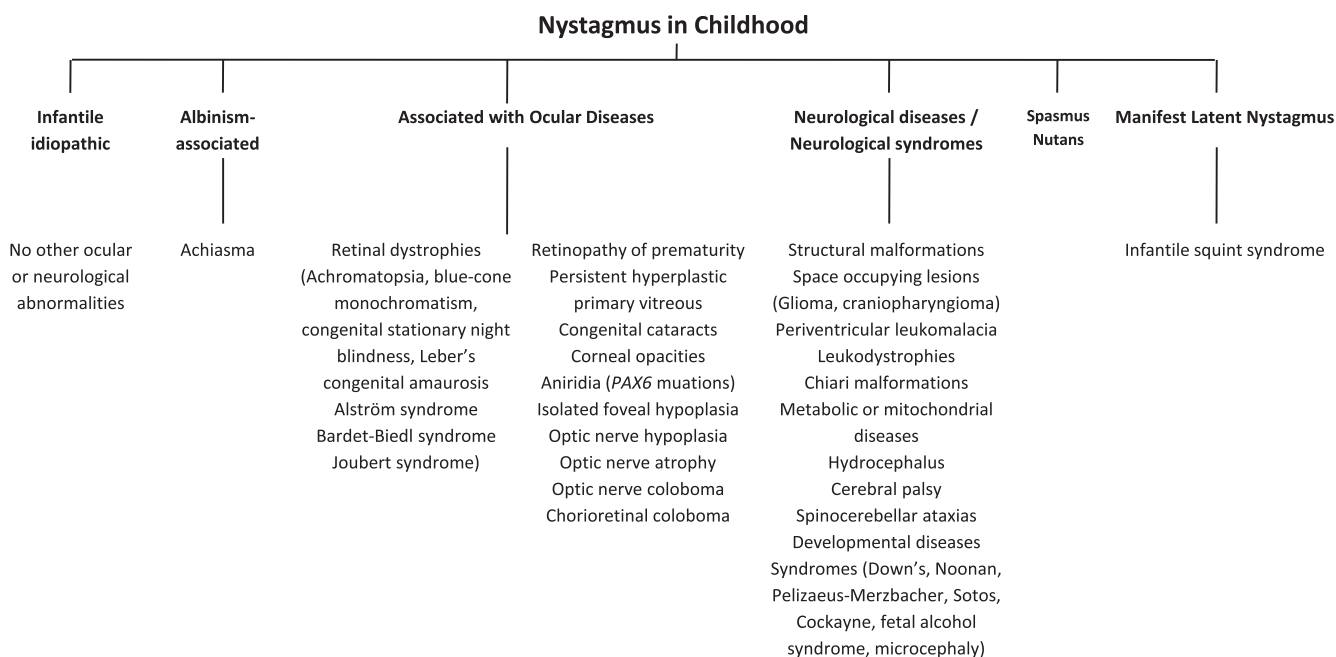 Nystagmus in Childhood
Infantile
idiopathic
No other ocular
or neurological
abnormalities
Albinism-
associated
Achiasma
Associated with Ocular Diseases
Retinal dystrophies
(Achromatopsia, blue-cone
monochromatism,
congenital stationary night
blindness, Leber’s
congenital amaurosis
Alström syndrome
Bardet-Biedl syndrome
Joubert syndrome)
Retinopathy of prematurity
Persistent hyperplastic
primary vitreous
Congenital cataracts
Corneal opacities
Aniridia (PAX6 muations)
Isolated foveal hypoplasia
Optic nerve hypoplasia
Optic nerve atrophy
Optic nerve coloboma
Chorioretinal coloboma
Neurological diseases /
Neurological syndromes
Structural malformations
Space occupying lesions
(Glioma, craniopharyngioma)
Periventricular leukomalacia
Leukodystrophies
Chiari malformations
Metabolic or mitochondrial
diseases
Hydrocephalus
Cerebral palsy
Spinocerebellar ataxias
Developmental diseases
Syndromes (Down’s, Noonan,
Pelizaeus-Merzbacher, Sotos,
Cockayne, fetal alcohol
syndrome, microcephaly)
Spasmus
Nutans
Manifest Latent Nystagmus
Infantile squint syndrome